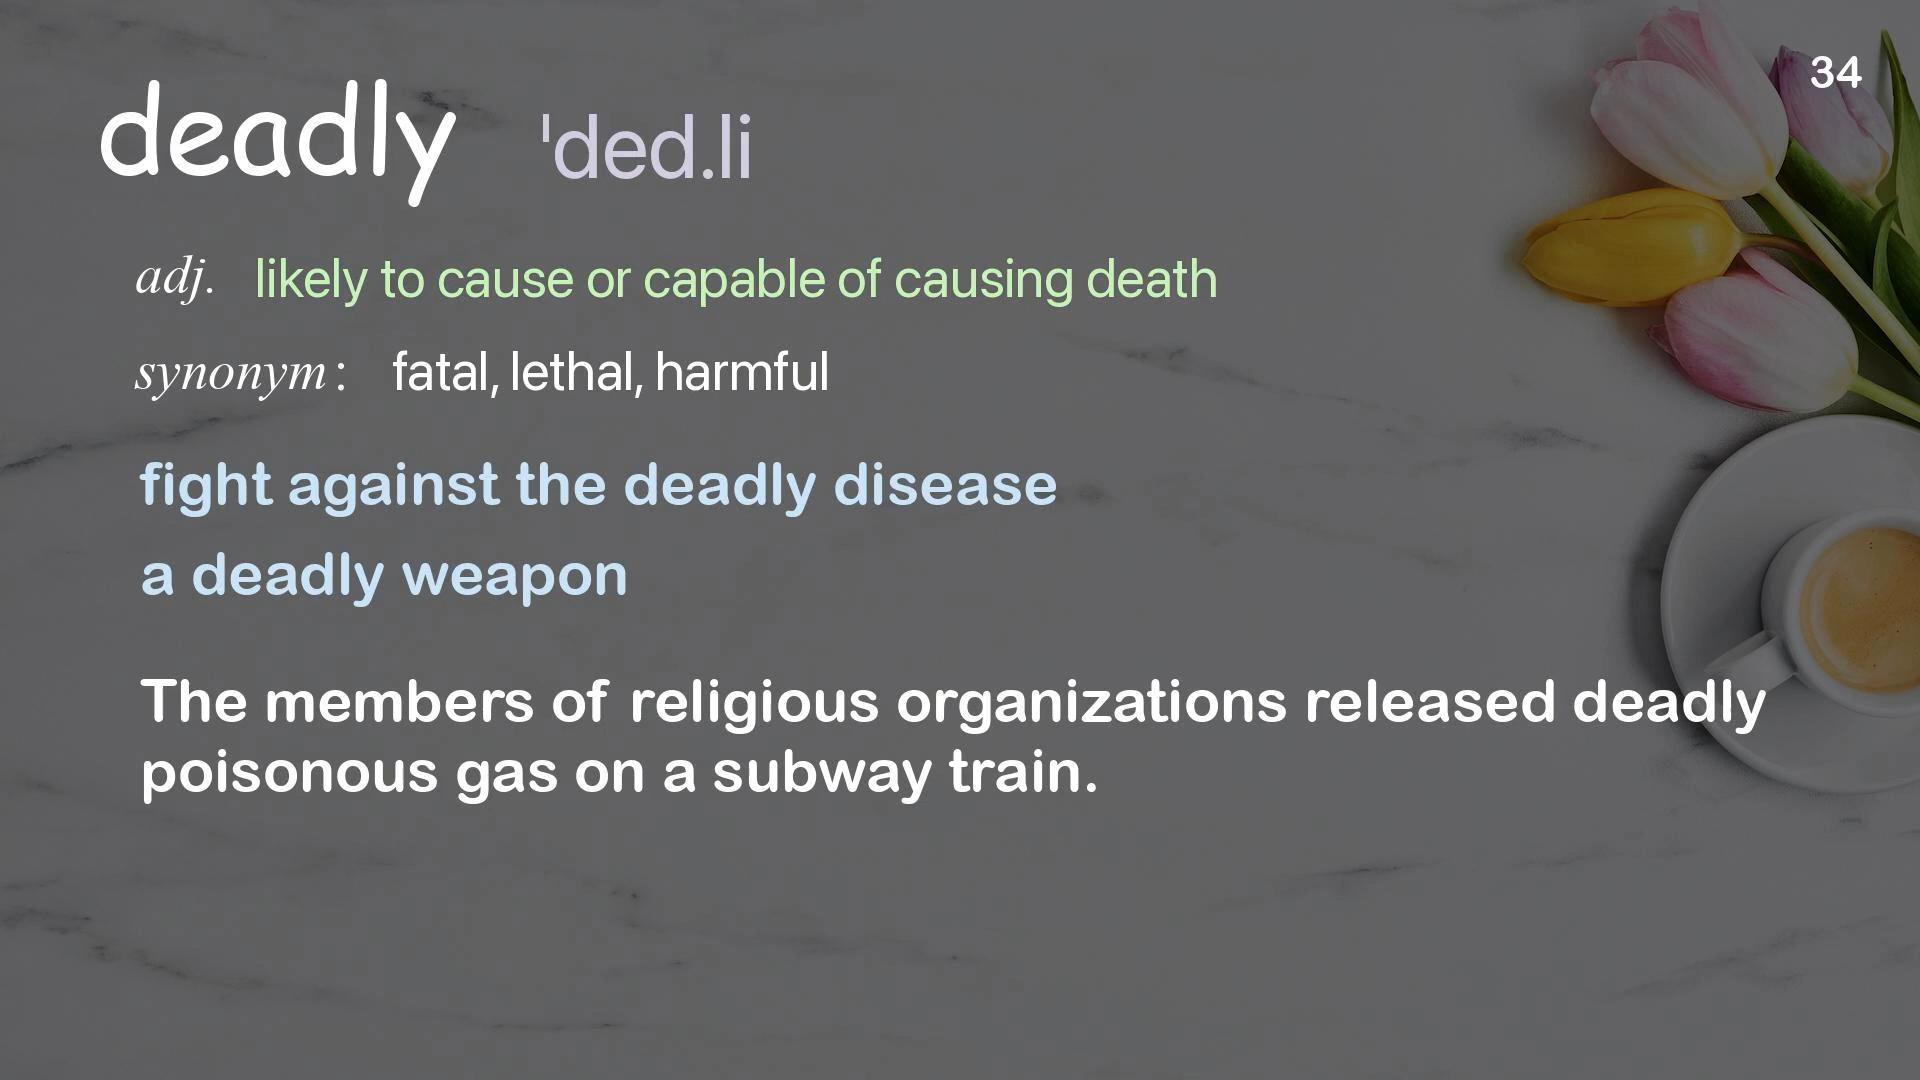 34
deadly ˈded.li
adj. likely to cause or capable of causing death
synonym : fatal, lethal, harmful
fight against the deadly disease
a deadly weapon
The members of religious organizations released deadly
poisonous gas on a subway train.